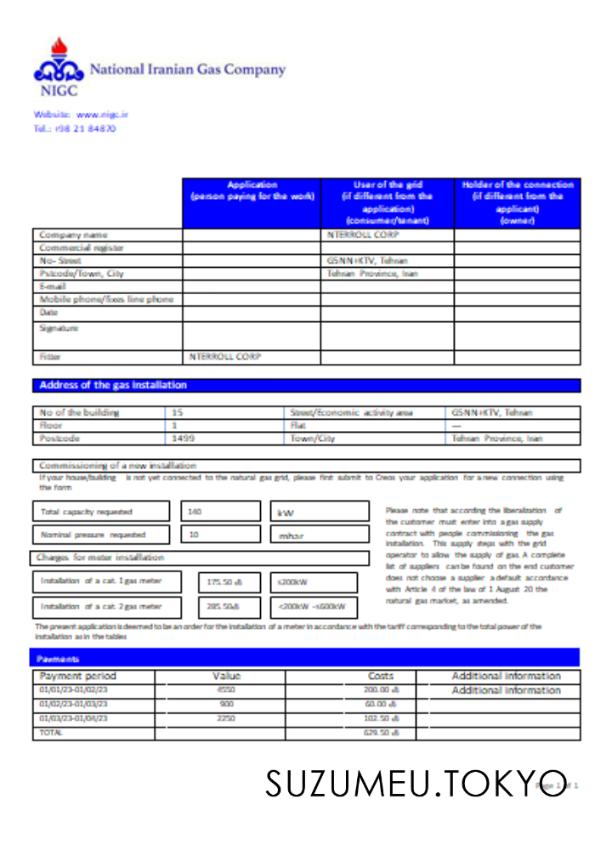 National Iranian Gas Company
NIGC
Website: www.nigc.ir
Tel.: +98 21 84870
Application
(person paying for the work)
User of the grid
(if different from the
application)
(consumer/tenant)
Holder of the connection
(if different from the
applicant)
(owner)
Company name NTERROLL CORP
Commercial register
No- Street GSNN+KTV, Tehran
Pstcode/Town, City Tehran Province, Iran
E-mail
Mobile phone/fixes line phone
Date
Signature
Fitter NTERROLL CORP
Address of the gas installation
No of the building 15 Street/Economic activity area GSNN+KTV, Tehran
Floor 1 Flat —
Postcode 1499 Town/City Tehran Province, Iran
Commissioning of a new installation
If your house/building is not yet connected to the natural gas grid, please first submit to Creos your application for a new connection using
the form
Total capacity requested 140 kW
Nominal pressure requested 10 mbar
Charges for meter installation
Installation of a cat. 1 gas meter 175.50 ≤200kW
Installation of a cat. 2 gas meter 285.50 <200kW -≤600kW
Please note that according the liberalization of
the customer must enter into a gas supply
contract with people commissioning the gas
installation. This supply steps with the grid
operator to allow the supply of gas. A complete
list of suppliers can be found on the end customer
does not choose a supplier a default accordance
with Article 4 of the law of 1 August 20 the
natural gas market, as amended.
The present application is deemed to be an order for the installation of a meter in accordance with the tariff corresponding to the total power of the
installation as in the tables
Payments
Payment period Value Costs Additional information
01/01/23-01/02/23 4550 200.00 Additional information
01/02/23-01/03/23 900 60.00
01/03/23-01/04/23 2250 102.50
TOTAL 629.50
SUZUMEU.TOKYO
Page 1 of 1